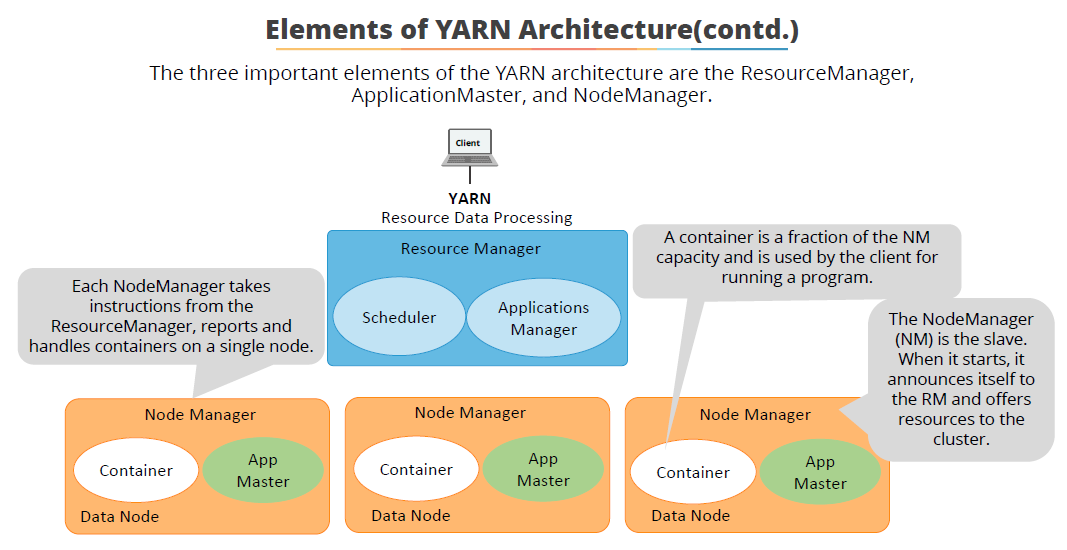 Elements of YARN Architecture(contd.)
The three important elements of the YARN architecture are the ResourceManager,
ApplicationMaster, and NodeManager.
Client
YARN
Resource Data Processing
Resource Manager
Scheduler
Applications
Manager
A container is a fraction of the NM
capacity and is used by the client for
running a program.
Each NodeManager takes
instructions from the
ResourceManager, reports and
handles containers on a single node.
The NodeManager
(NM) is the slave.
When it starts, it
announces itself to
the RM and offers
resources to the
cluster.
Node Manager
Container
App
Master
Data Node
Node Manager
Container
App
Master
Data Node
Node Manager
Container
App
Master
Data Node